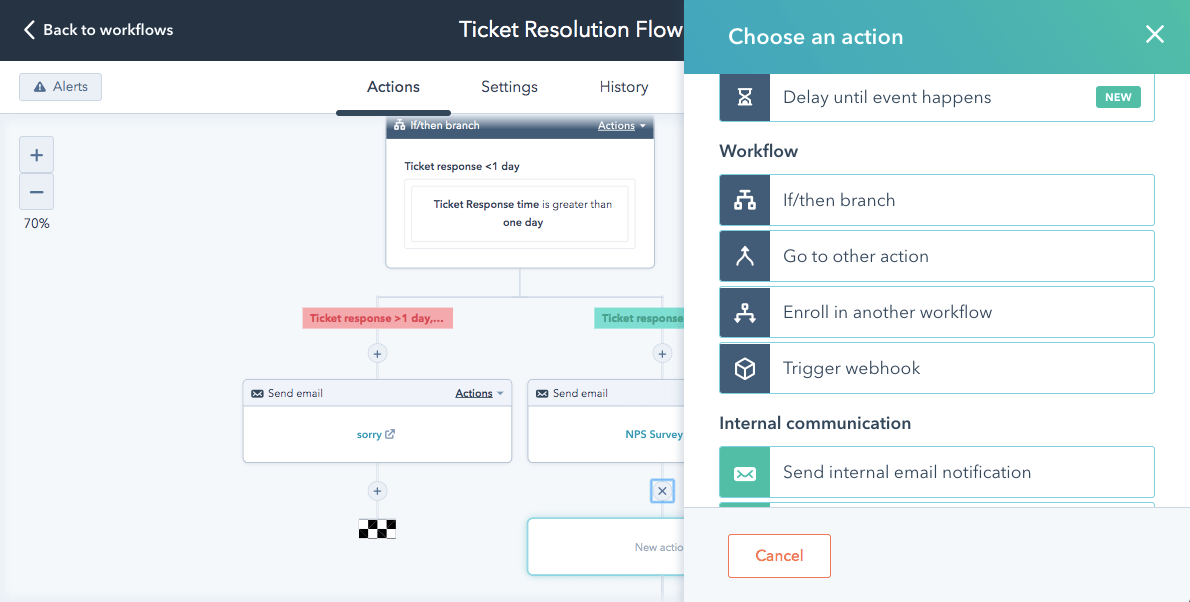 Back to workflows
Ticket Resolution Flow
Alerts
Actions
Settings
History
70%
If/then branch
Actions
Ticket response <1 day
Ticket Response time is greater than
one day
Ticket response >1 day,...
Ticket response
Send email
Actions
sorry
Send email
NPS Survey
New actio
Choose an action
Delay until event happens
NEW
Workflow
If/then branch
Go to other action
Enroll in another workflow
Trigger webhook
Internal communication
Send internal email notification
Cancel